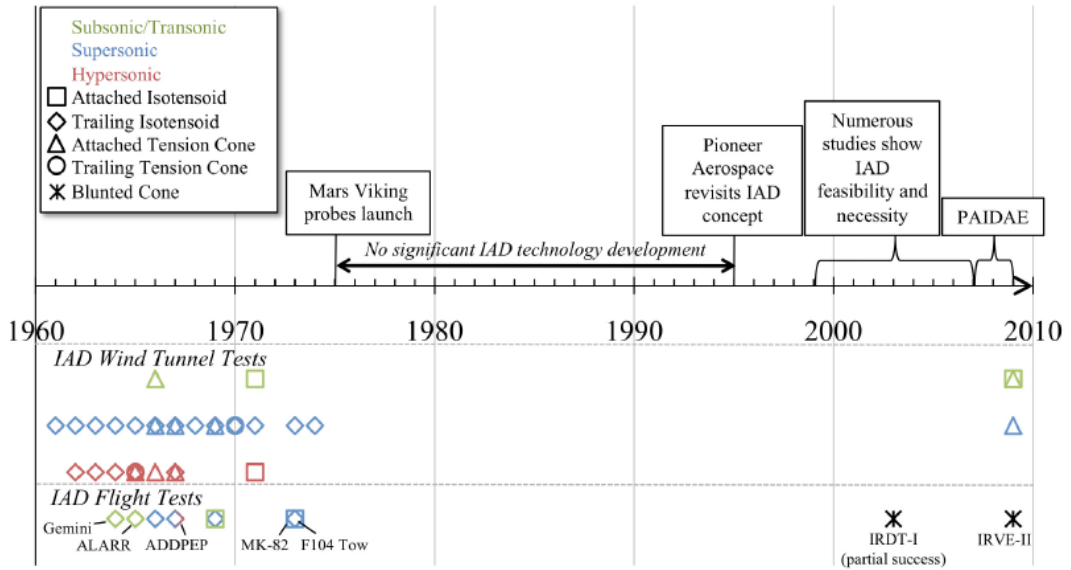 Subsonic/Transonic
Supersonic
Hypersonic
Attached Isotensoid
Trailing Isotensoid
Attached Tension Cone
Trailing Tension Cone
Blunted Cone
Mars Viking
probes launch
Pioneer
Aerospace
revisits IAD
concept
Numerous
studies show
IAD
feasibility and
necessity
PAIDAE
No significant IAD technology development
1960
1970
1980
1990
2000
2010
IAD Wind Tunnel Tests
IAD Flight Tests
Gemini
ALARR
ADDPEP
MK-82
F104 Tow
IRDT-I
(partial success)
IRVE-II